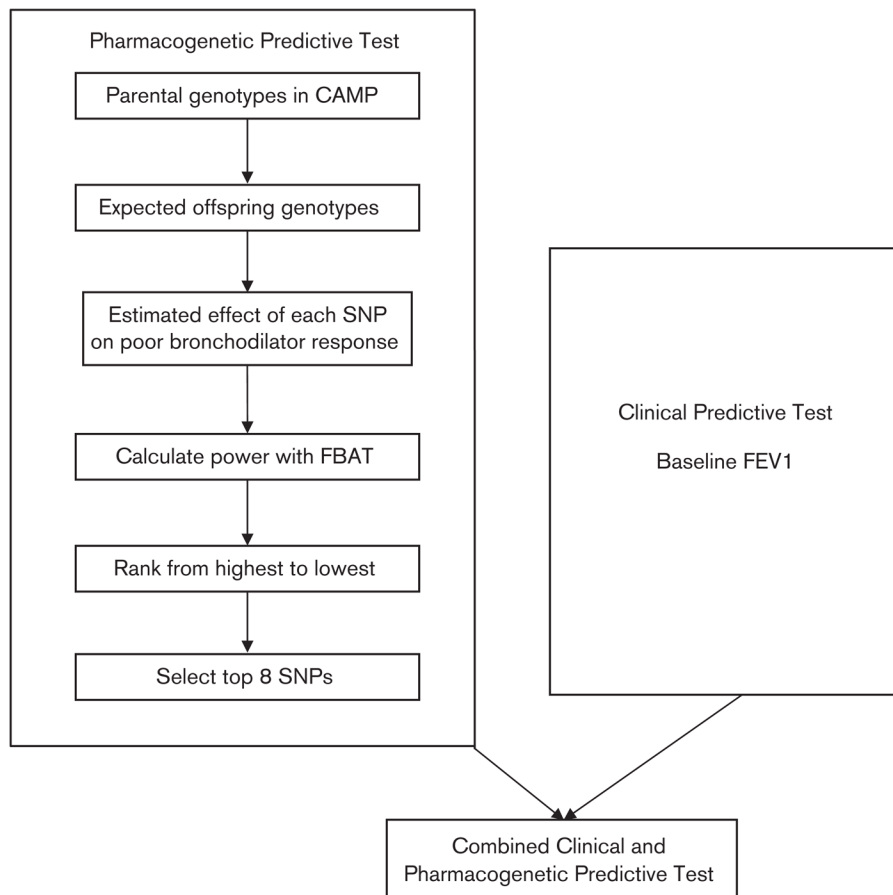 Pharmacogenetic Predictive Test
Parental genotypes in CAMP
Expected offspring genotypes
Estimated effect of each SNP
on poor bronchodilator response
Calculate power with FBAT
Rank from highest to lowest
Select top 8 SNPs
Clinical Predictive Test
Baseline FEV1
Combined Clinical and
Pharmacogenetic Predictive Test